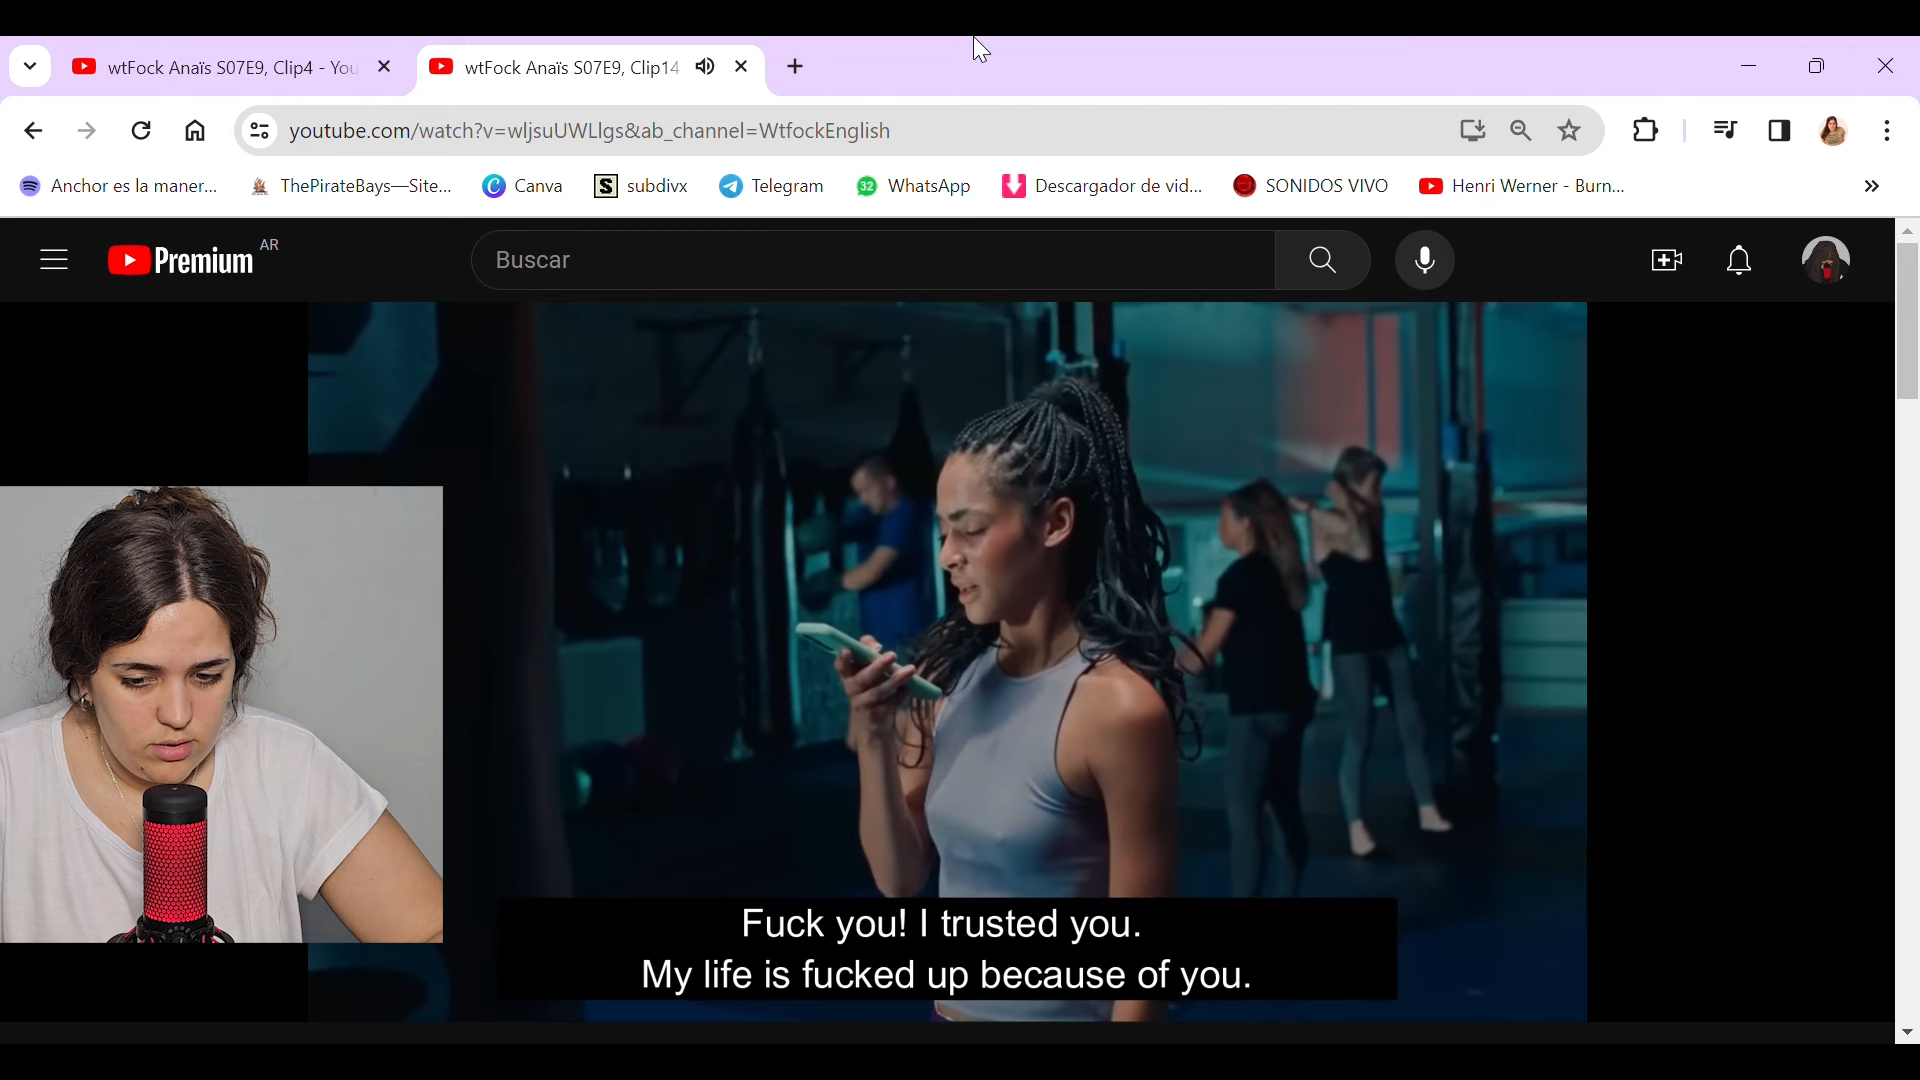 wtFock Anaïs S07E9, Clip4 - You
wtFock Anaïs S07E9, Clip14
youtube.com/watch?v=wljsuUWLlgs&ab_channel=WtfockEnglish
Anchor es la maner...
ThePirateBays—Site...
Canva
S subdivx
Telegram
32 WhatsApp
Descargador de vid...
SONIDOS VIVO
Henri Werner - Burn...
Premium AR
Buscar
Fuck you! I trusted you.
My life is fucked up because of you.